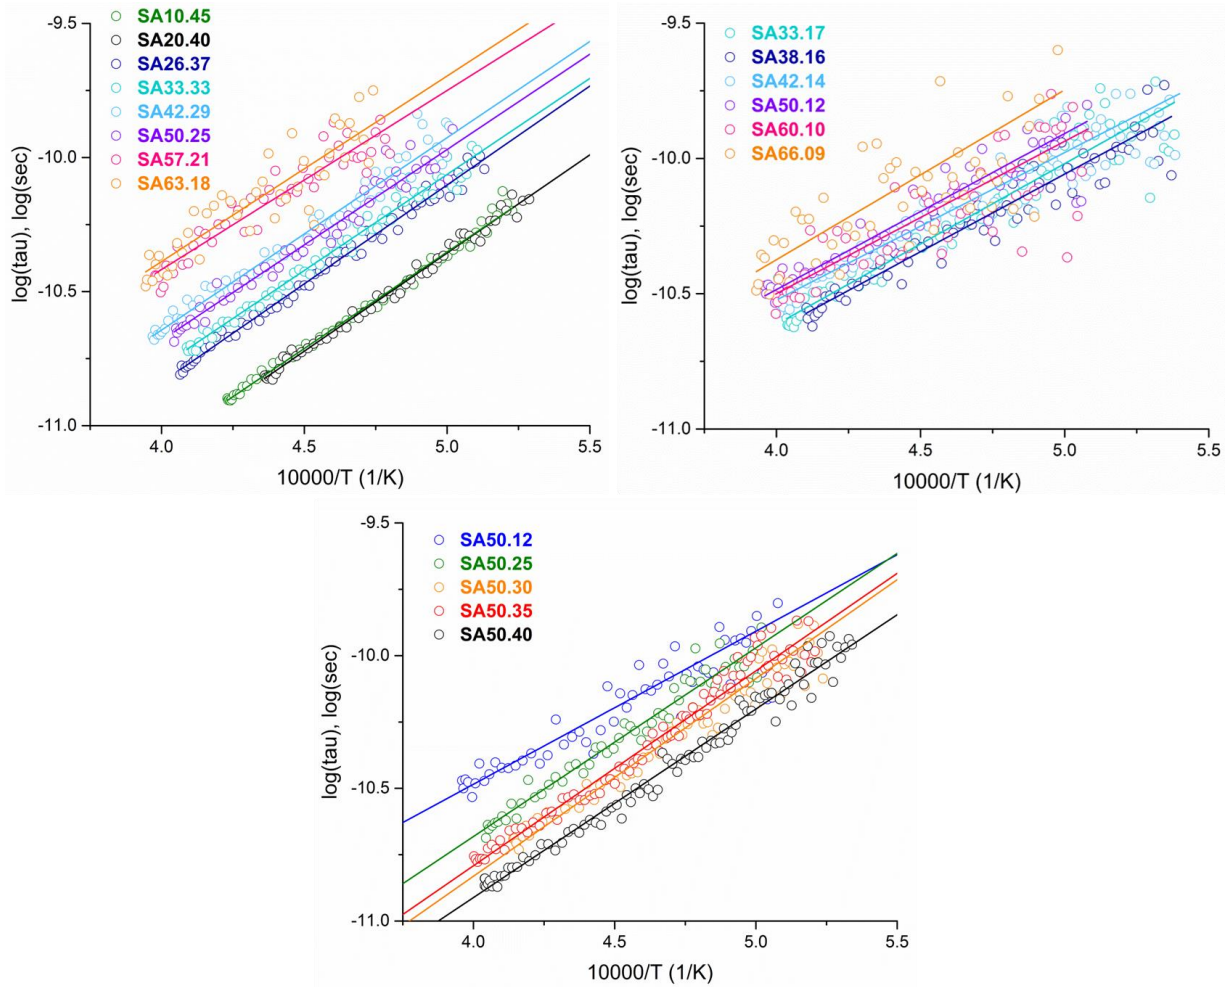 SA10.45
SA20.40
SA26.37
SA33.33
SA42.29
SA50.25
SA57.21
SA63.18
-9.5
-10.0
-10.5
-11.0
log(tau), log(sec)
4.0 4.5 5.0 5.5
10000/T (1/K)
SA33.17
SA38.16
SA42.14
SA50.12
SA60.10
SA66.09
-9.5
-10.0
-10.5
-11.0
log(tau), log(sec)
4.0 4.5 5.0 5.5
10000/T (1/K)
SA50.12
SA50.25
SA50.30
SA50.35
SA50.40
-9.5
-10.0
-10.5
-11.0
log(tau), log(sec)
4.0 4.5 5.0 5.5
10000/T (1/K)